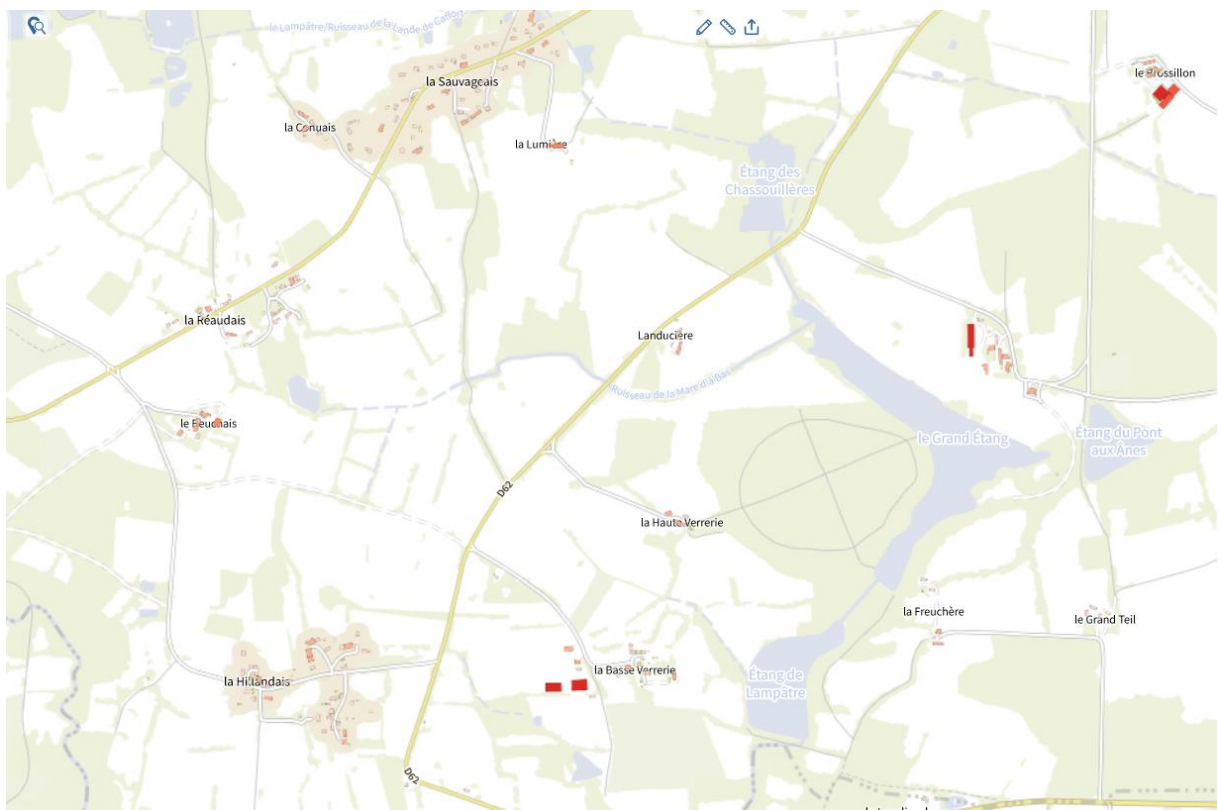 le Lampâtre/Ruisseau de la Lande de Caffort
la Sauvageais
le Brossillon
la Conuais
la Lumière
Étang des
Chassouillères
la Réaudais
Landucière
Ruisseau de la Mare d'à Bas
le Feuchais
le Grand Étang
Étang du Pont
aux Ânes
D62
la Haute Verrerie
la Freuchère
le Grand Teil
la Basse Verrerie
la Hillandais
Étang de
Lampâtre
D62